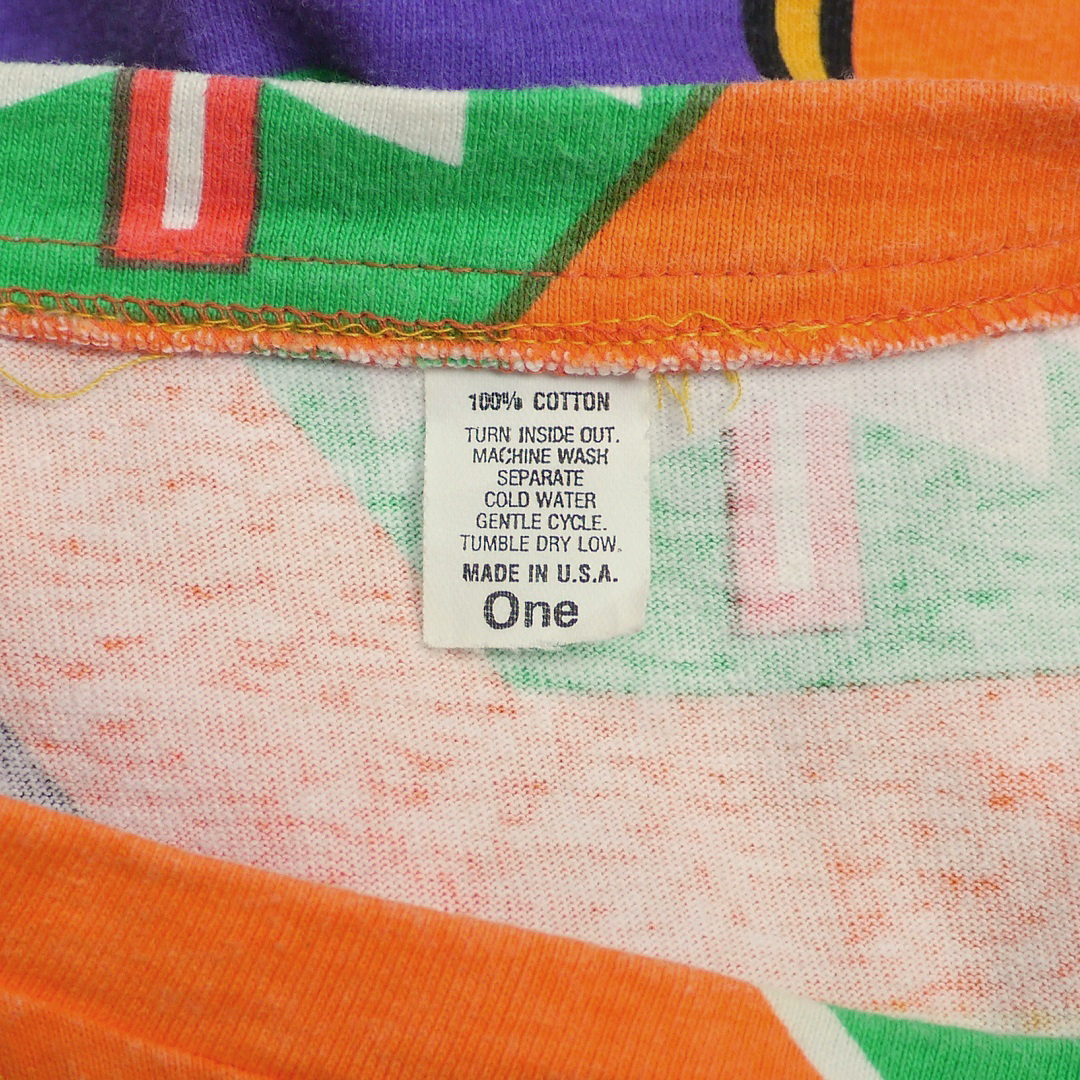 100% COTTON
TURN INSIDE OUT.
MACHINE WASH
SEPARATE
COLD WATER
GENTLE CYCLE.
TUMBLE DRY LOW.
MADE IN U.S.A.
One